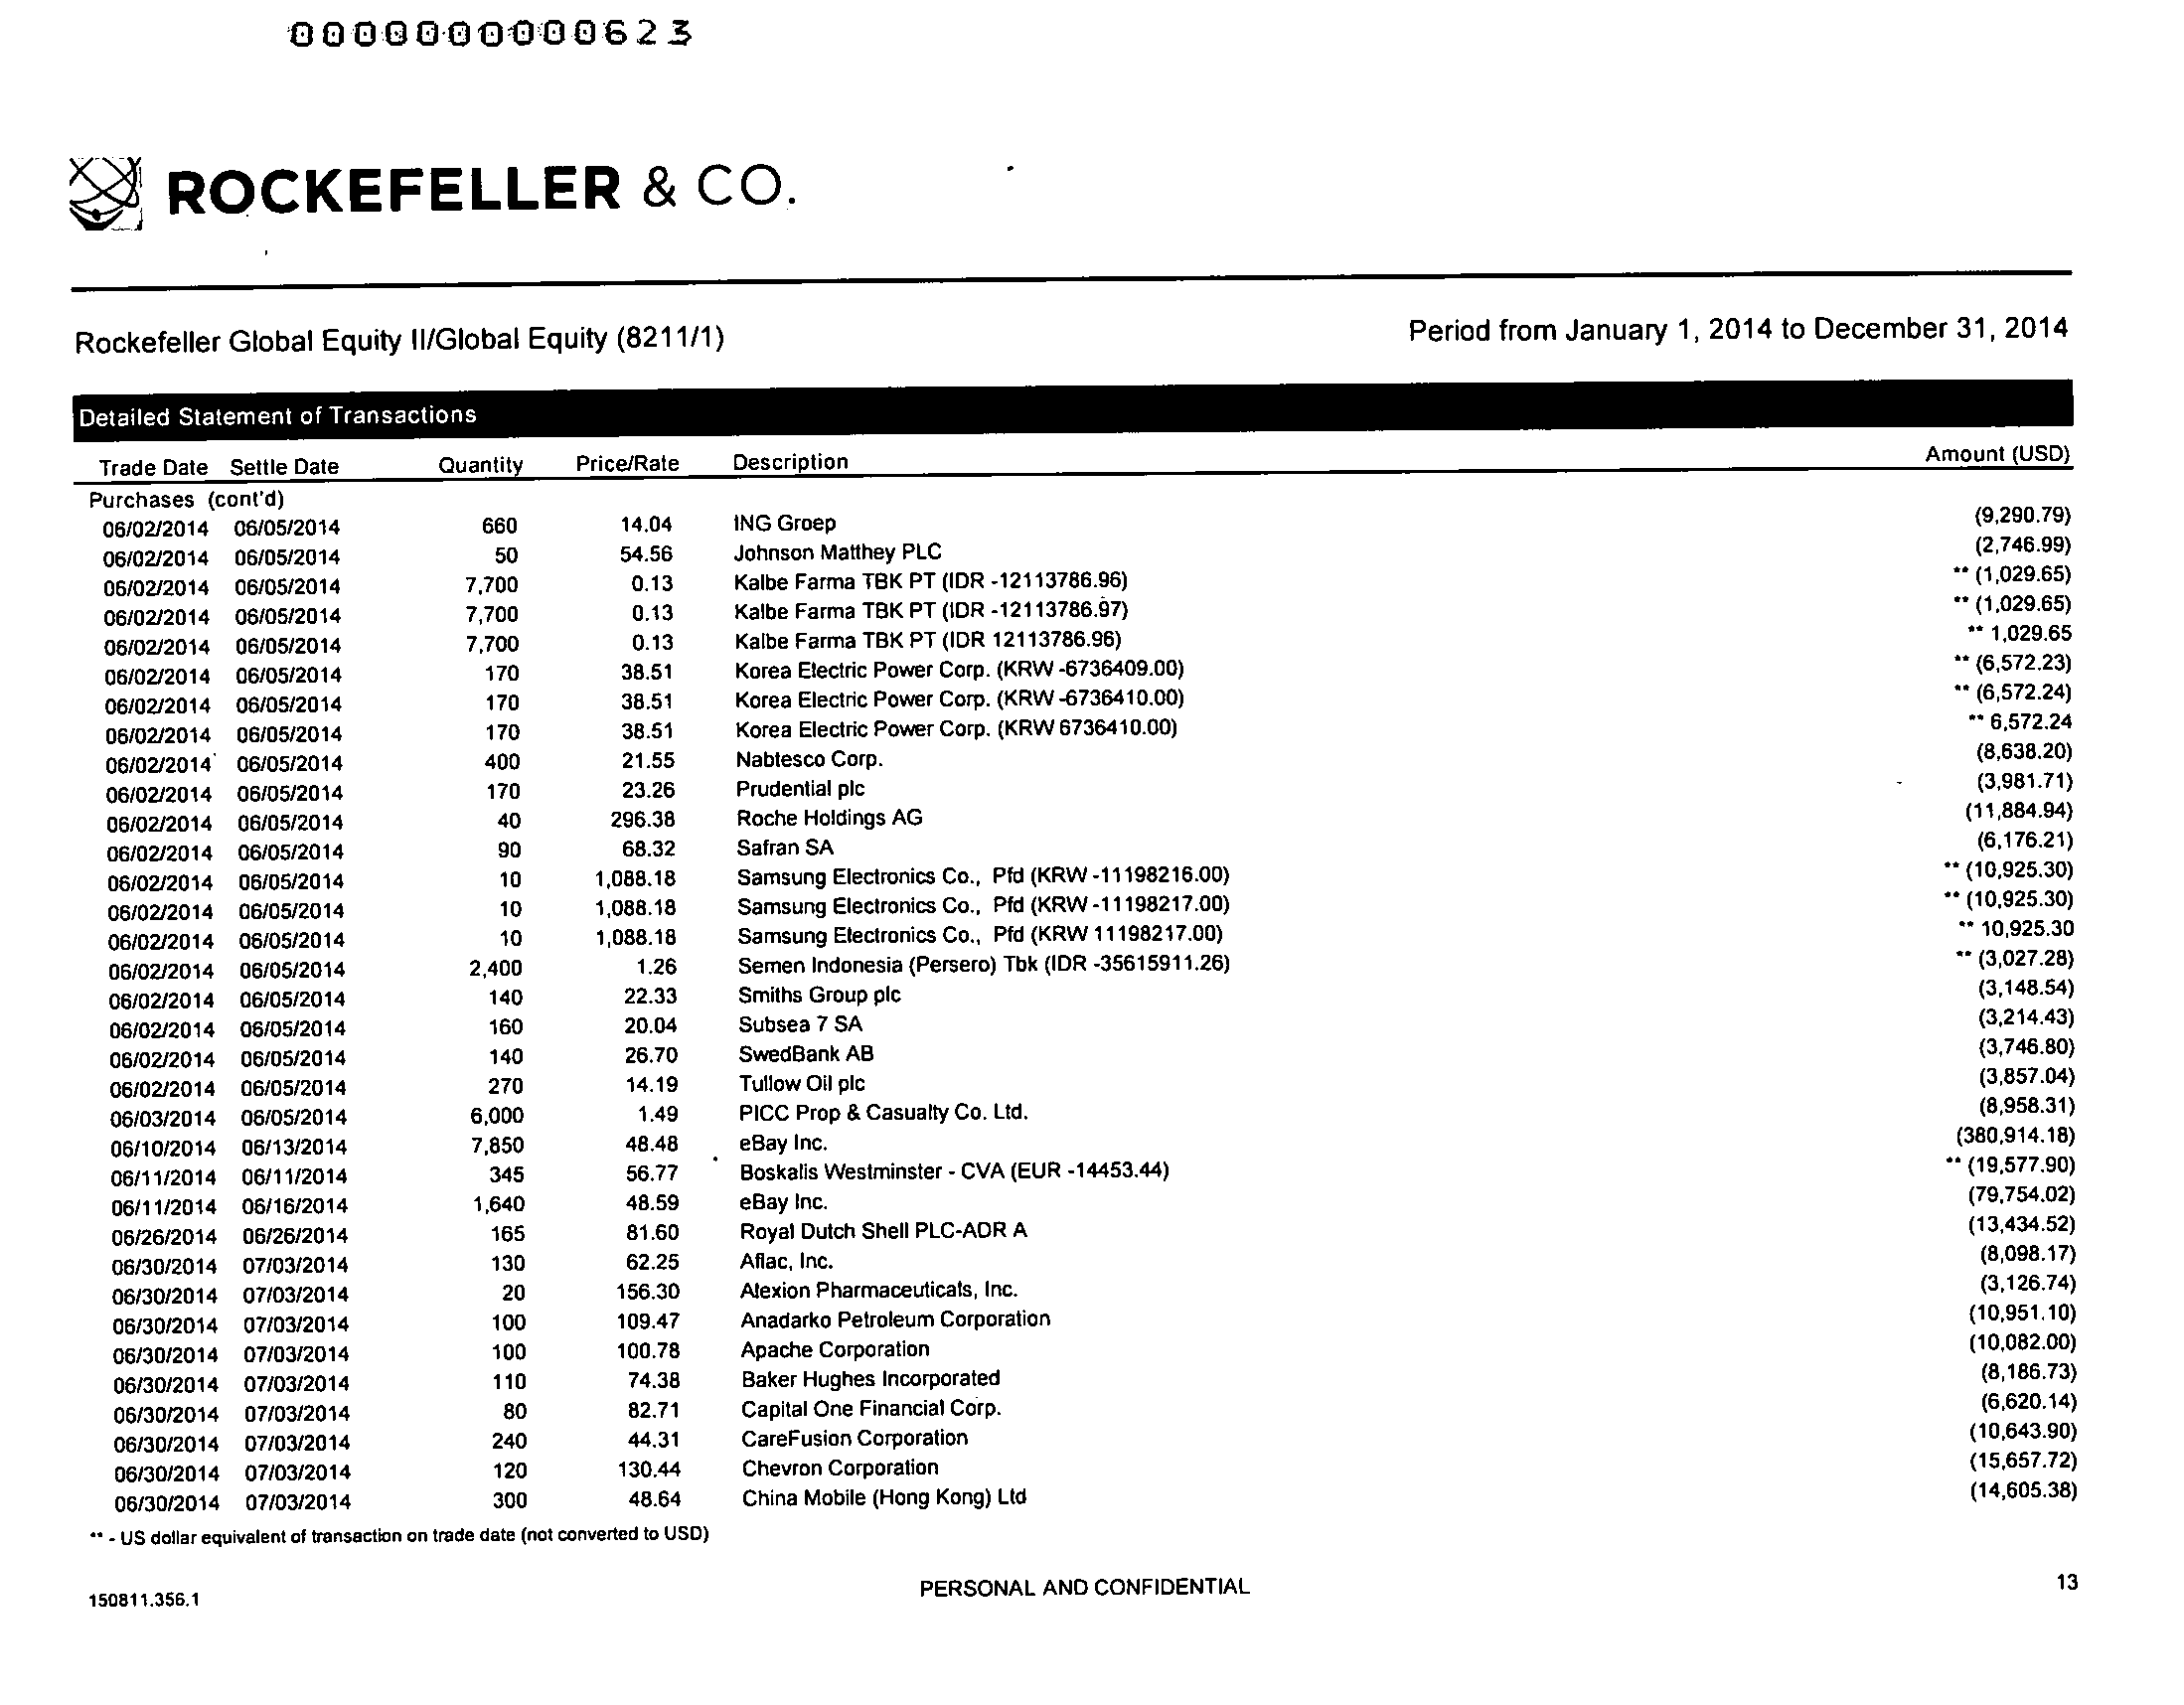 0000000000623
ROCKEFELLER & CO.
Rockefeller Global Equity II/Global Equity (8211/1) Period from January 1, 2014 to December 31, 2014
Detailed Statement of Transactions
Trade Date Settle Date Quantity Price/Rate Description Amount (USD)
Purchases (cont'd)
06/02/2014 06/05/2014 660 14.04 ING Groep (9,290.79)
06/02/2014 06/05/2014 50 54.56 Johnson Matthey PLC (2,746.99)
06/02/2014 06/05/2014 7,700 0.13 Kalbe Farma TBK PT (IDR -12113786.96) ** (1,029.65)
06/02/2014 06/05/2014 7,700 0.13 Kalbe Farma TBK PT (IDR -12113786.97) ** (1,029.65)
06/02/2014 06/05/2014 7,700 0.13 Kalbe Farma TBK PT (IDR 12113786.96) ** 1,029.65
06/02/2014 06/05/2014 170 38.51 Korea Electric Power Corp. (KRW -6736409.00) ** (6,572.23)
06/02/2014 06/05/2014 170 38.51 Korea Electric Power Corp. (KRW -6736410.00) ** (6,572.24)
06/02/2014 06/05/2014 170 38.51 Korea Electric Power Corp. (KRW 6736410.00) ** 6,572.24
06/02/2014 06/05/2014 400 21.55 Nabtesco Corp. (8,638.20)
06/02/2014 06/05/2014 170 23.26 Prudential plc (3,981.71)
06/02/2014 06/05/2014 40 296.38 Roche Holdings AG (11,884.94)
06/02/2014 06/05/2014 90 68.32 Safran SA (6,176.21)
06/02/2014 06/05/2014 10 1,088.18 Samsung Electronics Co., Pfd (KRW -11198216.00) ** (10,925.30)
06/02/2014 06/05/2014 10 1,088.18 Samsung Electronics Co., Pfd (KRW -11198217.00) ** (10,925.30)
06/02/2014 06/05/2014 10 1,088.18 Samsung Electronics Co., Pfd (KRW 11198217.00) ** 10,925.30
06/02/2014 06/05/2014 2,400 1.26 Semen Indonesia (Persero) Tbk (IDR -35615911.26) ** (3,027.28)
06/02/2014 06/05/2014 140 22.33 Smiths Group plc (3,148.54)
06/02/2014 06/05/2014 160 20.04 Subsea 7 SA (3,214.43)
06/02/2014 06/05/2014 140 26.70 SwedBank AB (3,746.80)
06/02/2014 06/05/2014 270 14.19 Tullow Oil plc (3,857.04)
06/03/2014 06/05/2014 6,000 1.49 PICC Prop & Casualty Co. Ltd. (8,958.31)
06/10/2014 06/13/2014 7,850 48.48 eBay Inc. (380,914.18)
06/11/2014 06/11/2014 345 56.77 Boskalis Westminster - CVA (EUR -14453.44) ** (19,577.90)
06/11/2014 06/16/2014 1,640 48.59 eBay Inc. (79,754.02)
06/26/2014 06/26/2014 165 81.60 Royal Dutch Shell PLC-ADR A (13,434.52)
06/30/2014 07/03/2014 130 62.25 Aflac, Inc. (8,098.17)
06/30/2014 07/03/2014 20 156.30 Alexion Pharmaceuticals, Inc. (3,126.74)
06/30/2014 07/03/2014 100 109.47 Anadarko Petroleum Corporation (10,951.10)
06/30/2014 07/03/2014 100 100.78 Apache Corporation (10,082.00)
06/30/2014 07/03/2014 110 74.38 Baker Hughes Incorporated (8,186.73)
06/30/2014 07/03/2014 80 82.71 Capital One Financial Corp. (6,620.14)
06/30/2014 07/03/2014 240 44.31 CareFusion Corporation (10,643.90)
06/30/2014 07/03/2014 120 130.44 Chevron Corporation (15,657.72)
06/30/2014 07/03/2014 300 48.64 China Mobile (Hong Kong) Ltd (14,605.38)
** - US dollar equivalent of transaction on trade date (not converted to USD)
150811.356.1 PERSONAL AND CONFIDENTIAL 13